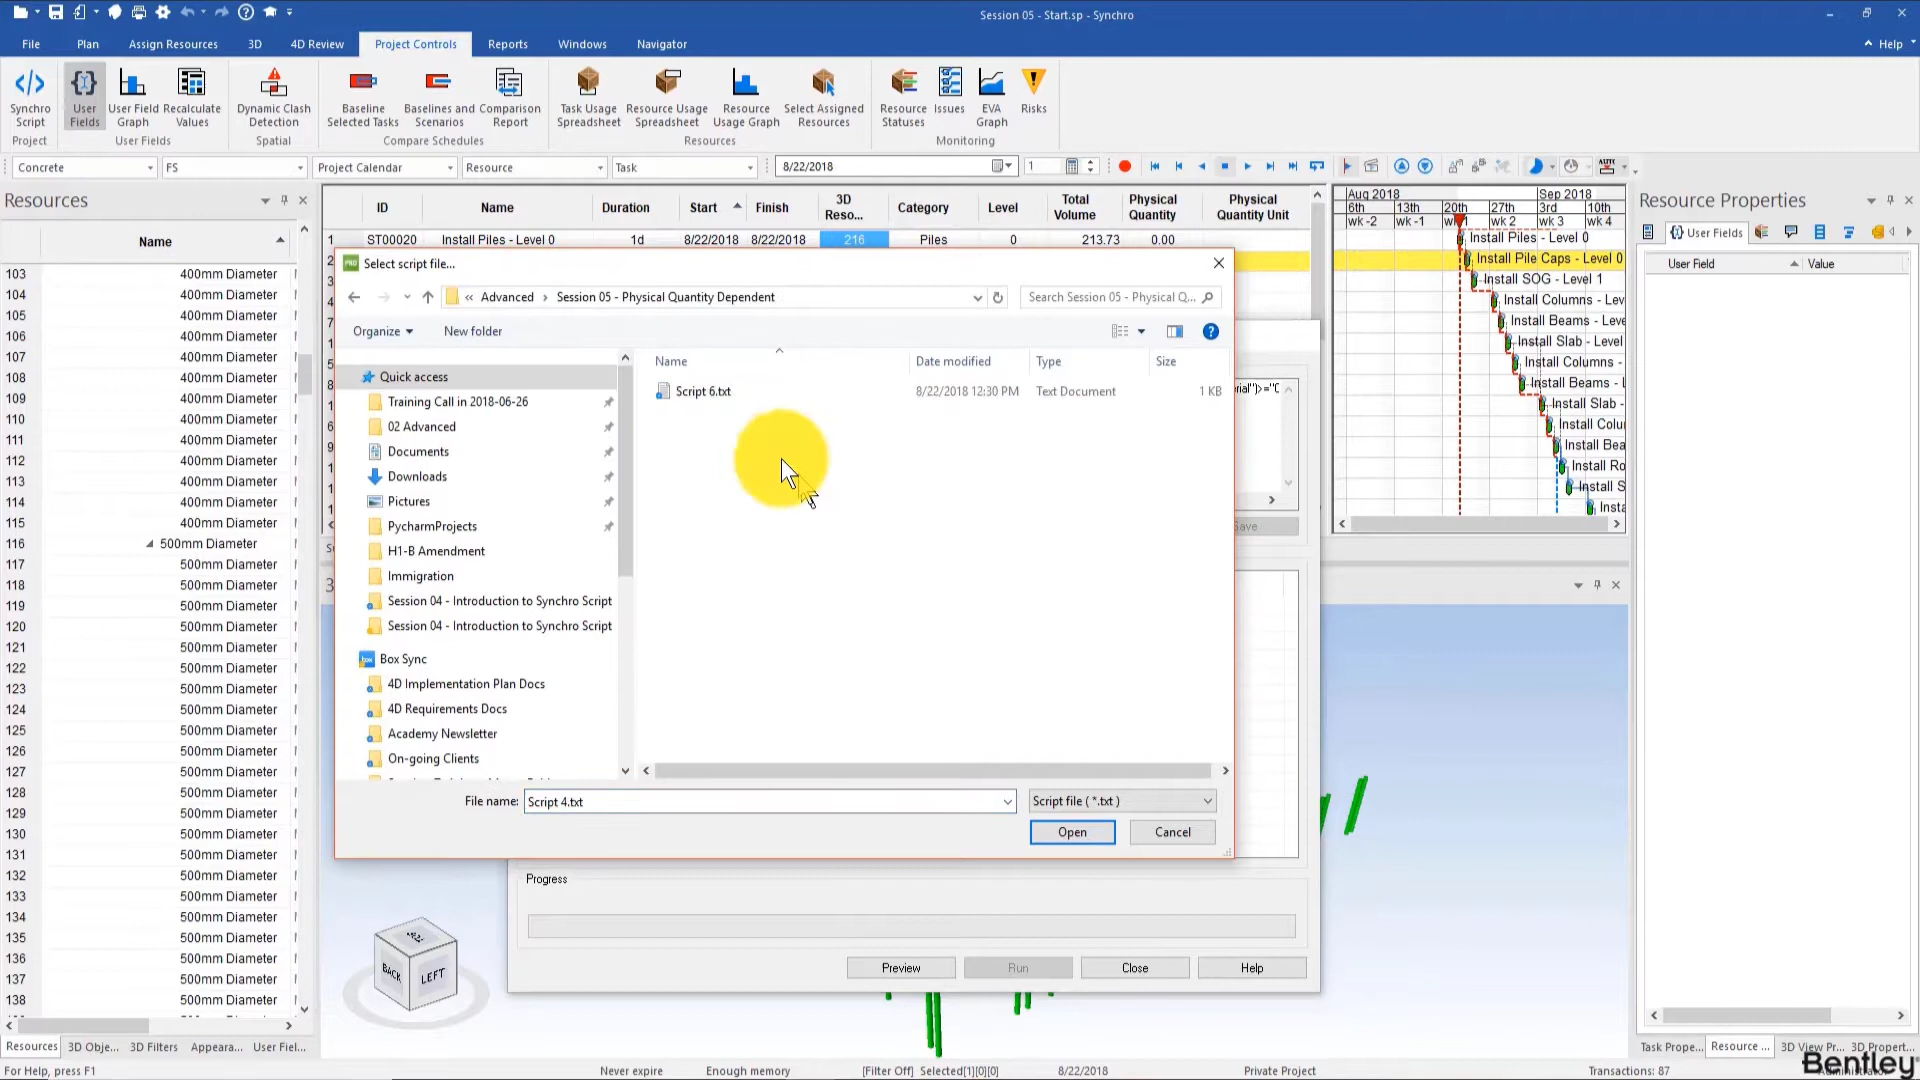 Session 05 - Start.sp - Synchro
File Plan Assign Resources 3D 4D Review Project Controls Reports Windows Navigator Help
Synchro Script
User Fields
User Field Graph
Recalculate Values
Dynamic Clash Detection
Baseline Selected Tasks
Baselines and Scenarios
Comparison Report
Task Usage Spreadsheet
Resource Usage Spreadsheet
Resource Usage Graph
Select Assigned Resources
Resource Statuses
Issues
EVA Graph
Risks
Project User Fields Spatial Compare Schedules Resources Monitoring
Concrete FS Project Calendar Resource Task 8/22/2018 1
Resources
Name
103 400mm Diameter
104 400mm Diameter
105 400mm Diameter
106 400mm Diameter
107 400mm Diameter
108 400mm Diameter
109 400mm Diameter
110 400mm Diameter
111 400mm Diameter
112 400mm Diameter
113 400mm Diameter
114 400mm Diameter
115 400mm Diameter
116 500mm Diameter
117 500mm Diameter
118 500mm Diameter
119 500mm Diameter
120 500mm Diameter
121 500mm Diameter
122 500mm Diameter
123 500mm Diameter
124 500mm Diameter
125 500mm Diameter
126 500mm Diameter
127 500mm Diameter
128 500mm Diameter
129 500mm Diameter
130 500mm Diameter
131 500mm Diameter
132 500mm Diameter
133 500mm Diameter
134 500mm Diameter
135 500mm Diameter
136 500mm Diameter
137 500mm Diameter
138 500mm Diameter
Resources 3D Obje... 3D Filters Appeara... User Fiel...
ID Name Duration Start Finish 3D Reso... Category Level Total Volume Physical Quantity Physical Quantity Unit
1 ST00020 Install Piles - Level 0 1d 8/22/2018 8/22/2018 216 Piles 0 213.73 0.00
Select script file...
« Advanced › Session 05 - Physical Quantity Dependent
Search Session 05 - Physical Q...
Organize New folder
Quick access
Training Call in 2018-06-26
02 Advanced
Documents
Downloads
Pictures
PycharmProjects
H1-B Amendment
Immigration
Session 04 - Introduction to Synchro Script
Session 04 - Introduction to Synchro Script
Box Sync
4D Implementation Plan Docs
4D Requirements Docs
Academy Newsletter
On-going Clients
Name Date modified Type Size
Script 6.txt 8/22/2018 12:30 PM Text Document 1 KB
File name: Script 4.txt
Script file ( *.txt )
Open Cancel
erial")>="C
Save
Progress
Preview Run Close Help
BACK LEFT
Aug 2018 Sep 2018
6th 13th 20th 27th 3rd 10th
wk -2 wk -1 wk 1 wk 2 wk 3 wk 4
Install Piles - Level 0
Install Pile Caps - Level 0
Install SOG - Level 1
Install Columns - Lev
Install Beams - Leve
Install Slab - Level
Install Columns -
Install Beams - L
Install Slab -
Install Colu
Install Bea
Install Ro
Install S
Insta
Resource Properties
User Fields
User Field Value
Task Prope... Resource ... 3D View Pr... 3D Propert...
Bentley
For Help, press F1 Never expire Enough memory [Filter Off] Selected[1][0][0] 8/22/2018 Private Project Transactions: 87